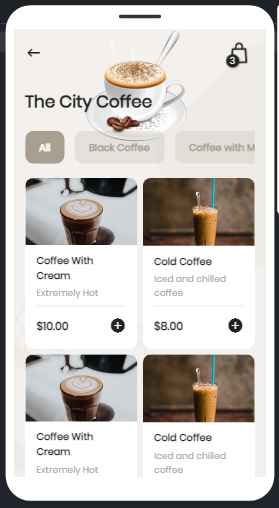 3
The City Coffee
All
Black Coffee
Coffee with M
Coffee With
Cream
Extremely Hot
$10.00
Cold Coffee
Iced and chilled
coffee
$8.00
Coffee With
Cream
Extremely Hot
Cold Coffee
Iced and chilled
coffee